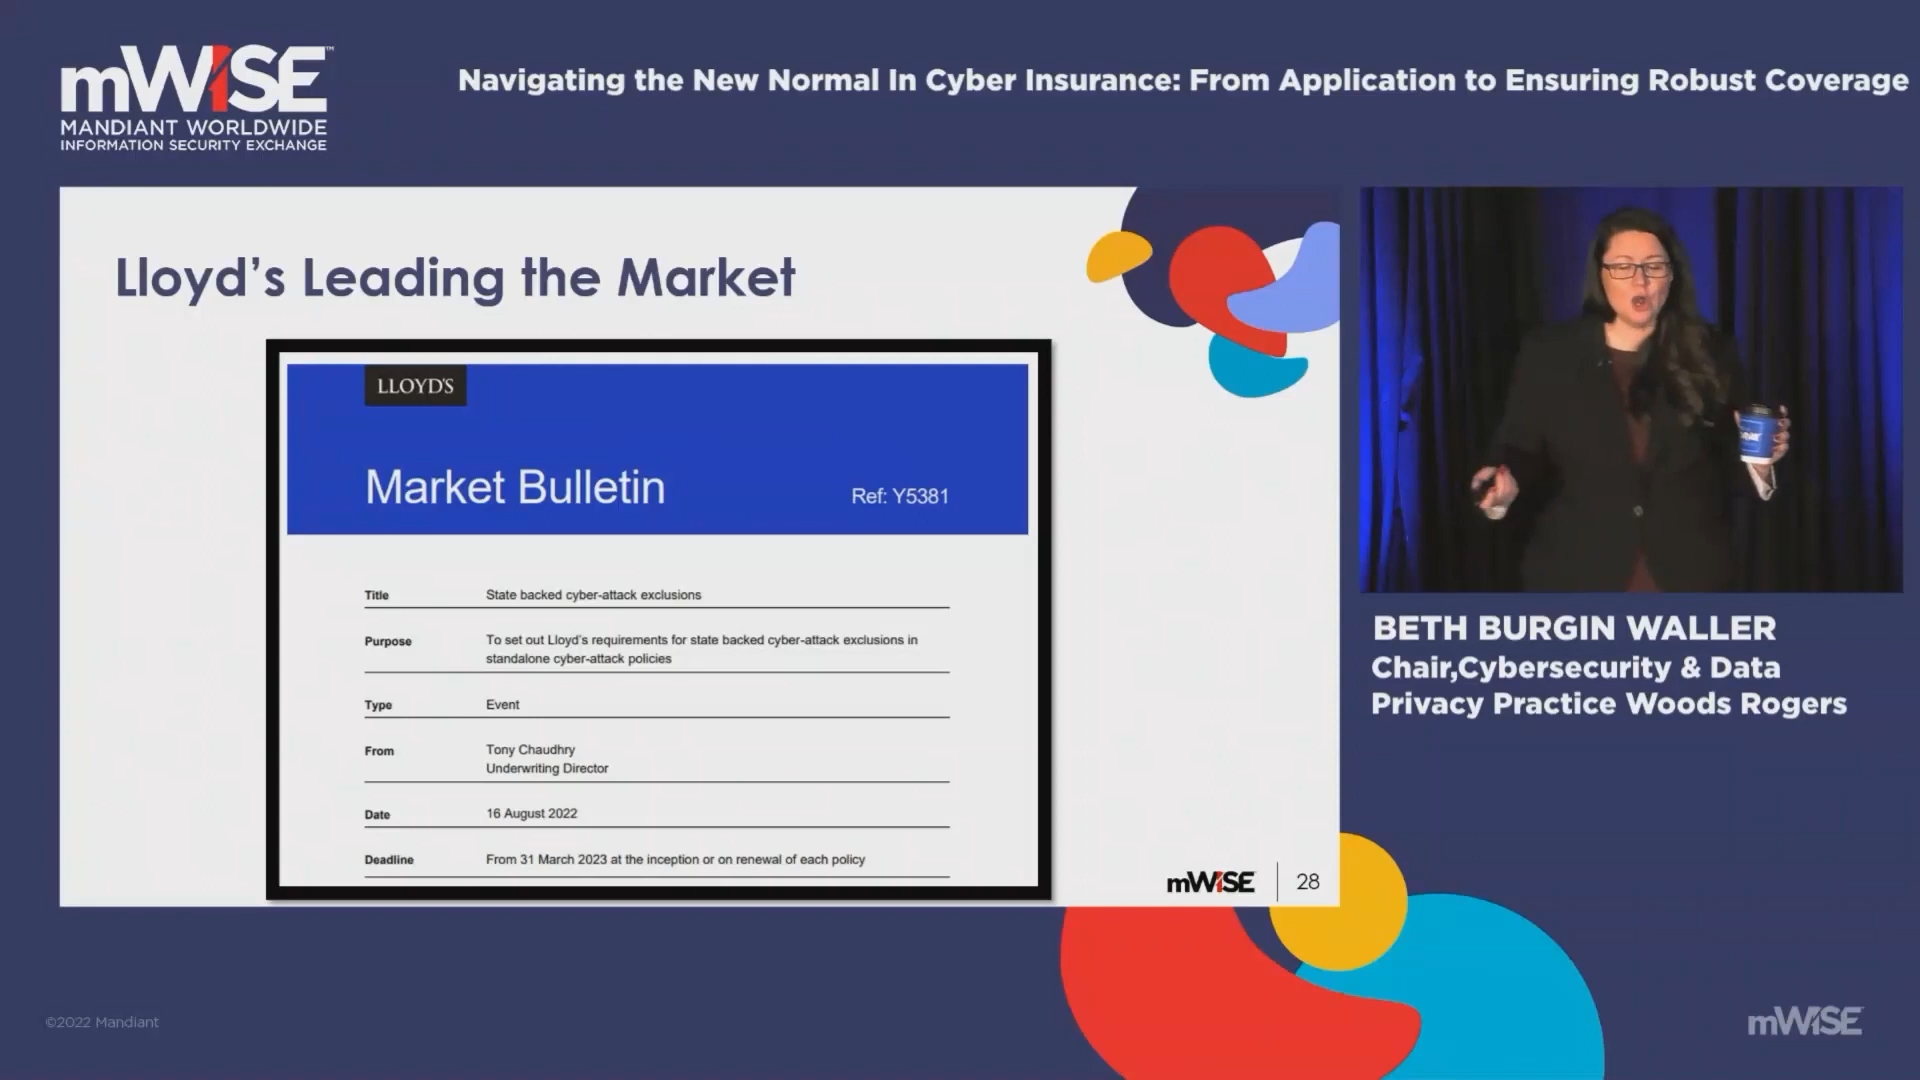 mWISE™
MANDIANT WORLDWIDE
INFORMATION SECURITY EXCHANGE
Navigating the New Normal In Cyber Insurance: From Application to Ensuring Robust Coverage
Lloyd's Leading the Market
LLOYD'S
Market Bulletin
Ref: Y5381
Title State backed cyber-attack exclusions
Purpose To set out Lloyd's requirements for state backed cyber-attack exclusions in
standalone cyber-attack policies
Type Event
From Tony Chaudhry
Underwriting Director
Date 16 August 2022
Deadline From 31 March 2023 at the inception or on renewal of each policy
mWISE 28
BETH BURGIN WALLER
Chair,Cybersecurity & Data
Privacy Practice Woods Rogers
©2022 Mandiant
mWISE